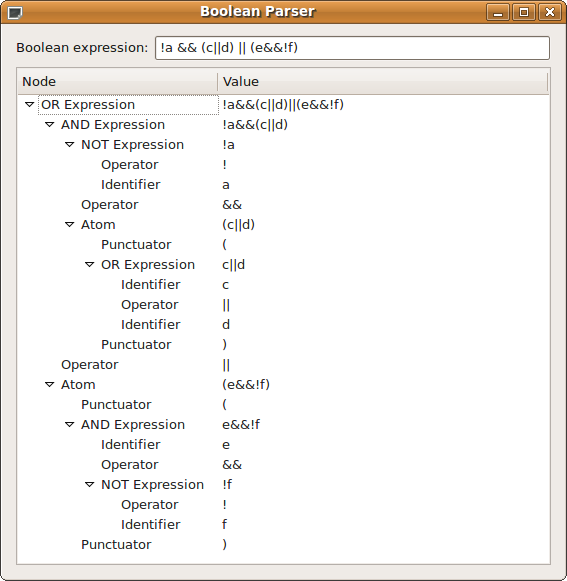 Boolean Parser
Boolean expression: !a && (c||d) || (e&&!f)
Node Value
OR Expression !a&&(c||d)||(e&&!f)
AND Expression !a&&(c||d)
NOT Expression !a
Operator !
Identifier a
Operator &&
Atom (c||d)
Punctuator (
OR Expression c||d
Identifier c
Operator ||
Identifier d
Punctuator )
Operator ||
Atom (e&&!f)
Punctuator (
AND Expression e&&!f
Identifier e
Operator &&
NOT Expression !f
Operator !
Identifier f
Punctuator )